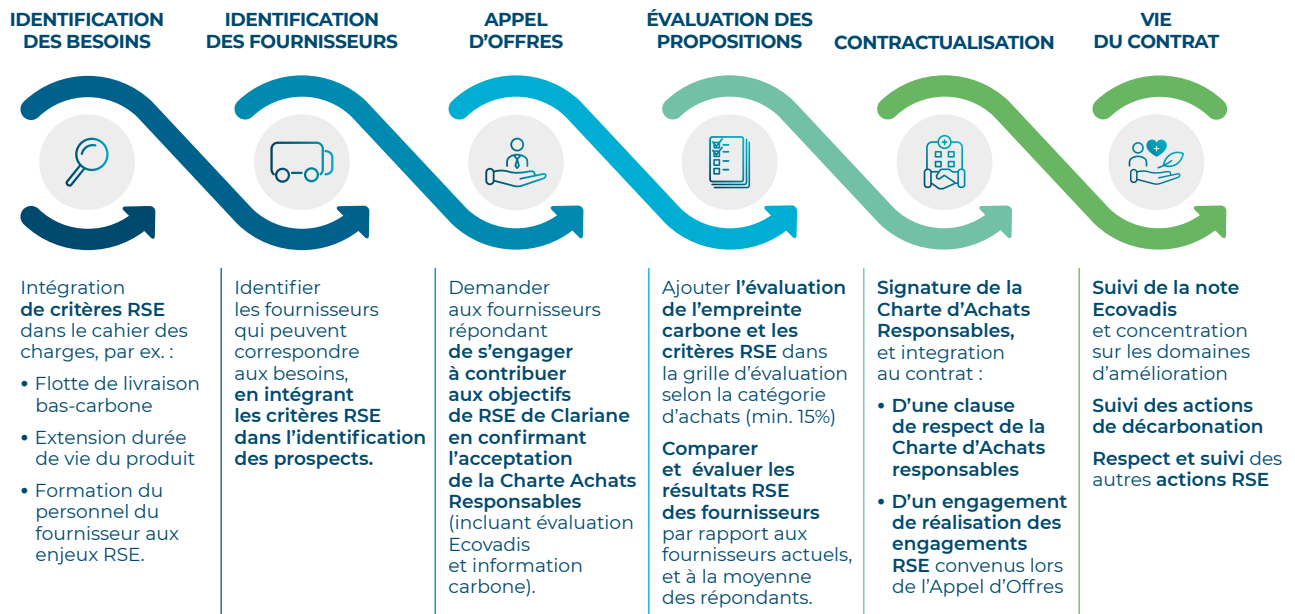 IDENTIFICATION
DES BESOINS
IDENTIFICATION
DES FOURNISSEURS
APPEL
D’OFFRES
ÉVALUATION DES
PROPOSITIONS
CONTRACTUALISATION
VIE
DU CONTRAT
Intégration
de critères RSE
dans le cahier des
charges, par ex. :
• Flotte de livraison
bas-carbone
• Extension durée
de vie du produit
• Formation du
personnel du
fournisseur aux
enjeux RSE.
Identifier
les fournisseurs
qui peuvent
correspondre
aux besoins,
en intégrant
les critères RSE
dans l’identification
des prospects.
Demander
aux fournisseurs
répondant
de s’engager
à contribuer
aux objectifs
de RSE de Clariane
en confirmant
l’acceptation
de la Charte Achats
Responsables
(incluant évaluation
Ecovadis
et information
carbone).
Ajouter l’évaluation
de l’empreinte
carbone et les
critères RSE dans
la grille d’évaluation
selon la catégorie
d’achats (min. 15%)
Comparer
et évaluer les
résultats RSE
des fournisseurs
par rapport aux
fournisseurs actuels,
et à la moyenne
des répondants.
Signature de la
Charte d’Achats
Responsables,
et integration
au contrat :
• D’une clause
de respect de la
Charte d’Achats
responsables
• D’un engagement
de réalisation des
engagements
RSE convenus lors
de l’Appel d’Offres
Suivi de la note
Ecovadis
et concentration
sur les domaines
d’amélioration
Suivi des actions
de décarbonation
Respect et suivi des
autres actions RSE